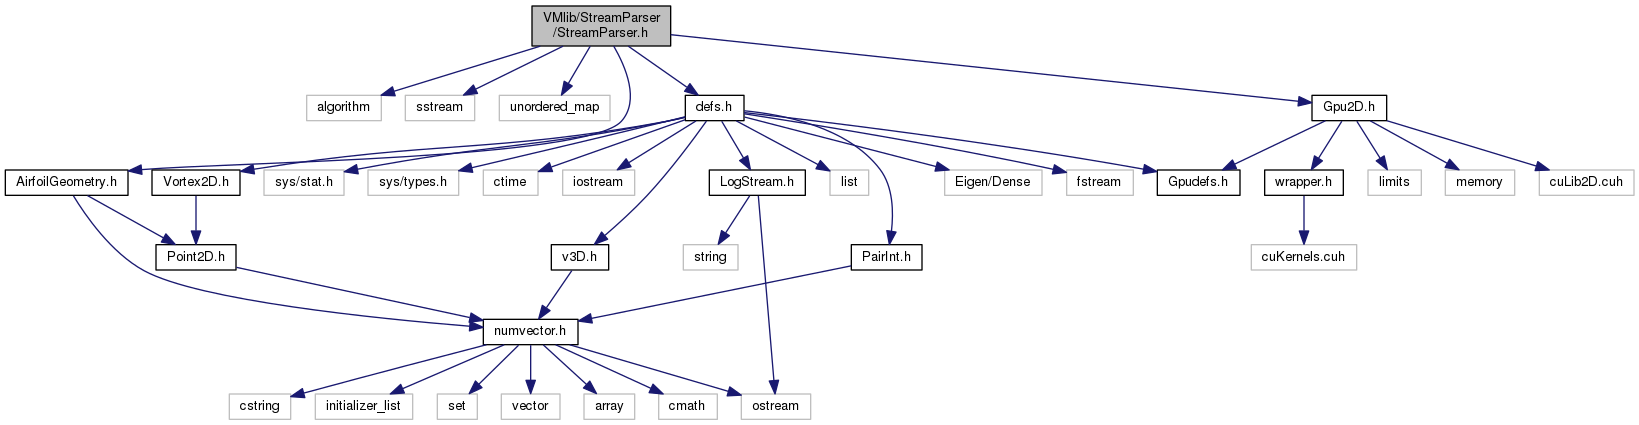 VMlib/StreamParser
/StreamParser.h
algorithm
sstream
unordered_map
defs.h
Gpu2D.h
AirfoilGeometry.h
Vortex2D.h
sys/stat.h
sys/types.h
ctime
iostream
LogStream.h
list
Eigen/Dense
fstream
Gpudefs.h
wrapper.h
limits
memory
cuLib2D.cuh
Point2D.h
v3D.h
string
PairInt.h
cuKernels.cuh
numvector.h
cstring
initializer_list
set
vector
array
cmath
ostream